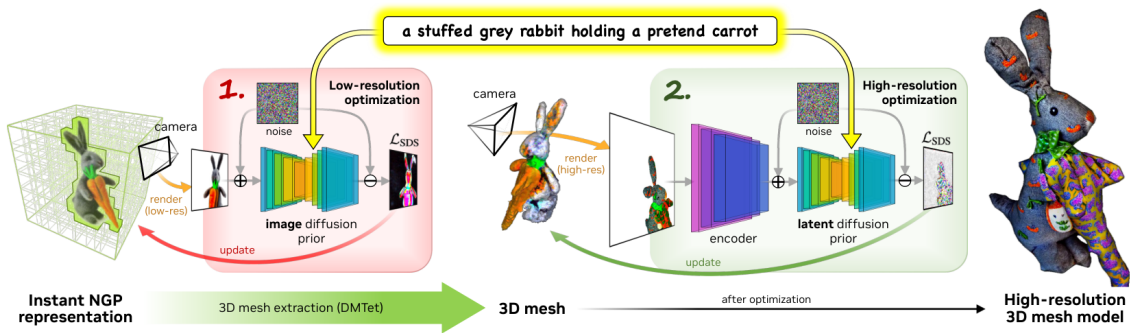 a stuffed grey rabbit holding a pretend carrot
1.
Low-resolution
optimization
camera
noise
L_SDS
render
(low-res)
image diffusion
prior
update
camera
render
(high-res)
2.
High-resolution
optimization
noise
L_SDS
encoder
latent diffusion
prior
update
Instant NGP
representation
3D mesh extraction (DMTet)
3D mesh
after optimization
High-resolution
3D mesh model